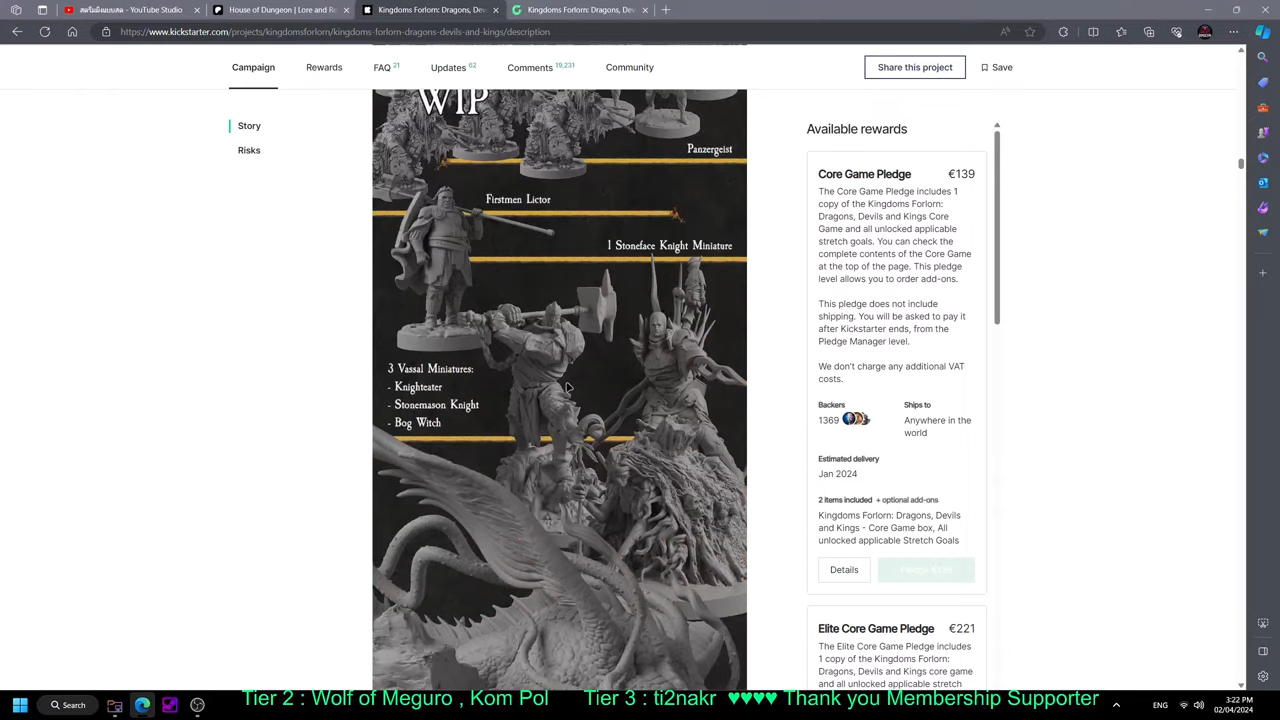 สดรีมมิ่งแบบสด - YouTube Studio
House of Dungeon | Lore and R
Kingdoms Forlorn: Dragons, Dev
Kingdoms Forlorn: Dragons, Dev
https://www.kickstarter.com/projects/kingdomsforlorn/kingdoms-forlorn-dragons-devils-and-kings/description
Campaign
Rewards
FAQ 21
Updates 62
Comments 19,231
Community
Share this project
Save
Story
Risks
WIP
Panzergeist
Firstmen Lictor
1 Stoneface Knight Miniature
3 Vassal Miniatures:
- Knighteater
- Stonemason Knight
- Bog Witch
Available rewards
Core Game Pledge €139
The Core Game Pledge includes 1
copy of the Kingdoms Forlorn:
Dragons, Devils and Kings Core
Game and all unlocked applicable
stretch goals. You can check the
complete contents of the Core Game
at the top of the page. This pledge
level allows you to order add-ons.
This pledge does not include
shipping. You will be asked to pay it
after Kickstarter ends, from the
Pledge Manager level.
We don't charge any additional VAT
costs.
Backers
1369
Ships to
Anywhere in the
world
Estimated delivery
Jan 2024
2 items included + optional add-ons
Kingdoms Forlorn: Dragons, Devils
and Kings - Core Game box, All
unlocked applicable Stretch Goals
Details
Pledge €139
Elite Core Game Pledge €221
The Elite Core Game Pledge includes
1 copy of the Kingdoms Forlorn:
Dragons, Devils and Kings core game
and all unlocked applicable stretch
Tier 2 : Wolf of Meguro , Kom Pol Tier 3 : ti2nakr ♥♥♥♥ Thank you Membership Supporter
Search
ENG
3:22 PM
02/04/2024